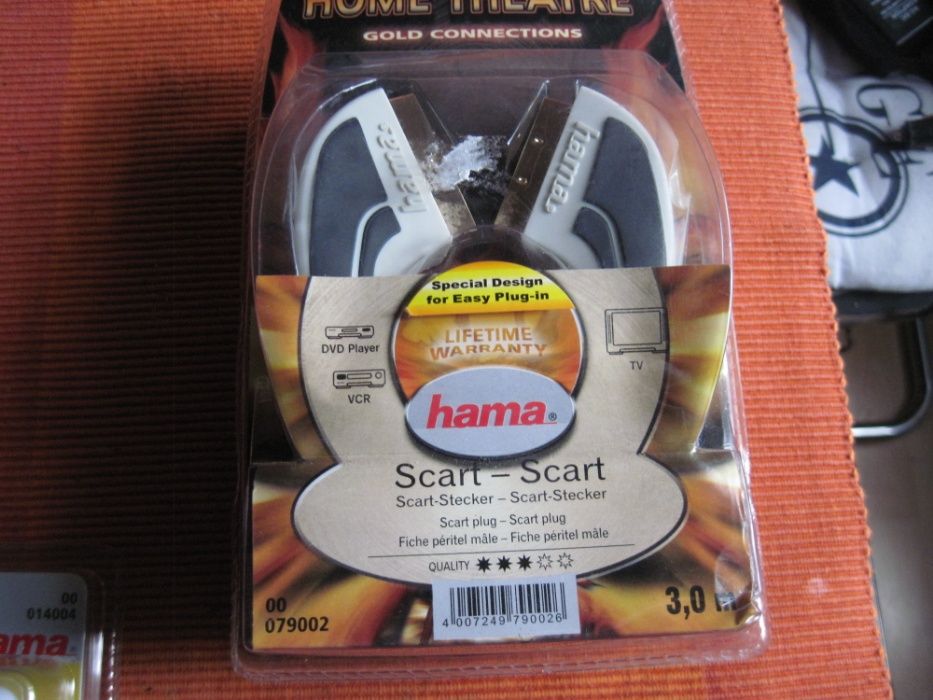 HOME THEATRE
GOLD CONNECTIONS
hama®
hama®
Special Design
for Easy Plug-in
LIFETIME
WARRANTY
DVD Player
VCR
TV
hama®
Scart – Scart
Scart-Stecker – Scart-Stecker
Scart plug – Scart plug
Fiche péritel mâle – Fiche péritel mâle
QUALITY
00
079002
3,0 m
4 007249 790026
00
014004
hama®